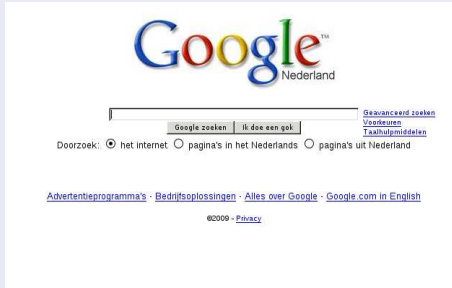 Google™
Nederland
Geavanceerd zoeken
Google zoeken Ik doe een gok Voorkeuren
Taalhulpmiddelen
Doorzoek: het internet pagina's in het Nederlands pagina's uit Nederland
Advertentieprogramma's - Bedrijfsoplossingen - Alles over Google - Google.com in English
©2009 - Privacy